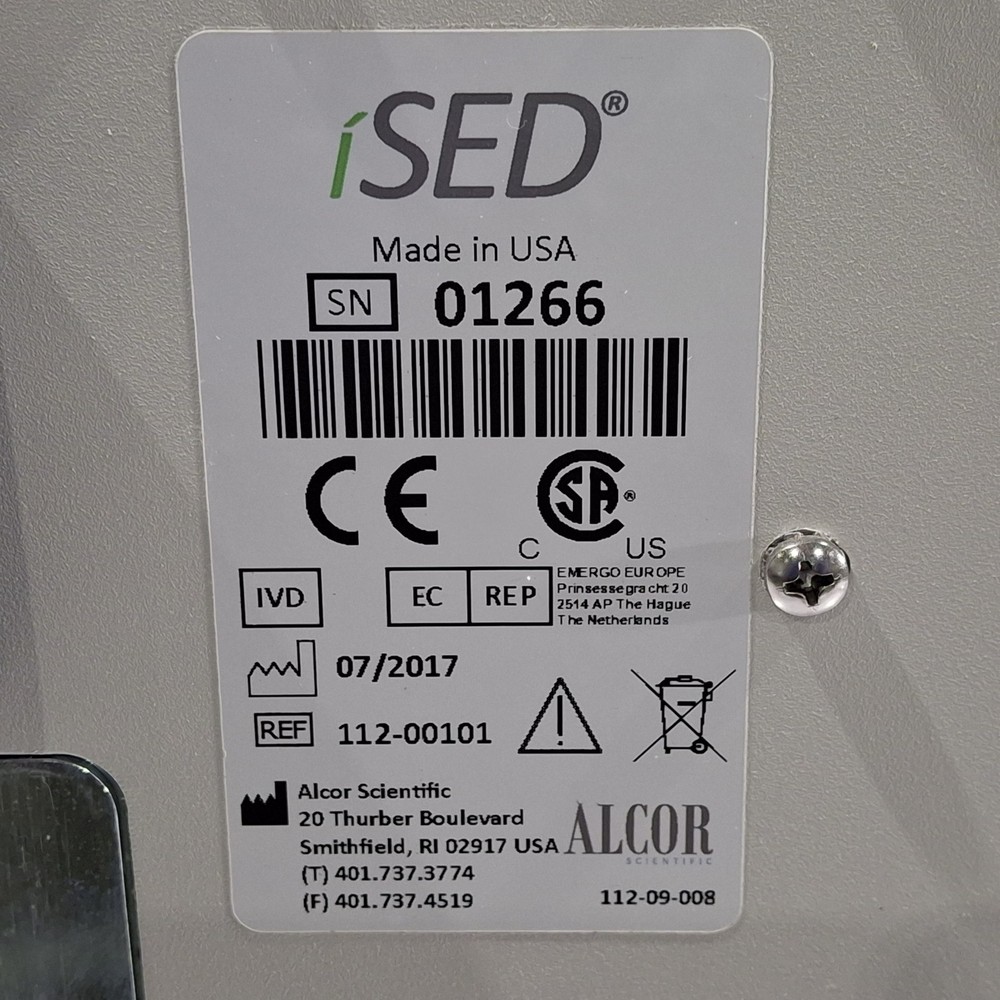 iSED®
Made in USA
SN 01266
CE
CSA®
C US
IVD
EC REP
EMERGO EUROPE
Prinsessegracht 20
2514 AP The Hague
The Netherlands
07/2017
REF 112-00101
Alcor Scientific
20 Thurber Boulevard
Smithfield, RI 02917 USA
(T) 401.737.3774
(F) 401.737.4519
ALCOR
SCIENTIFIC
112-09-008